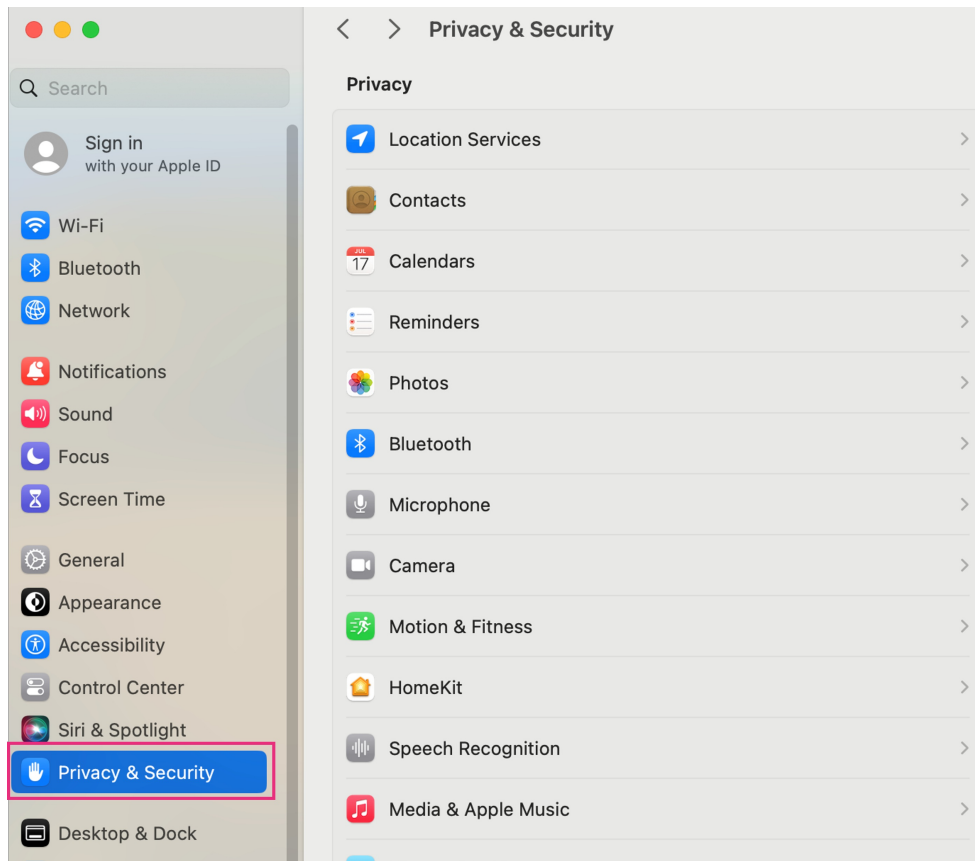 Privacy & Security
Search
Sign in
with your Apple ID
Wi-Fi
Bluetooth
Network
Notifications
Sound
Focus
Screen Time
General
Appearance
Accessibility
Control Center
Siri & Spotlight
Privacy & Security
Desktop & Dock
Privacy
Location Services
Contacts
JUL
17
Calendars
Reminders
Photos
Bluetooth
Microphone
Camera
Motion & Fitness
HomeKit
Speech Recognition
Media & Apple Music